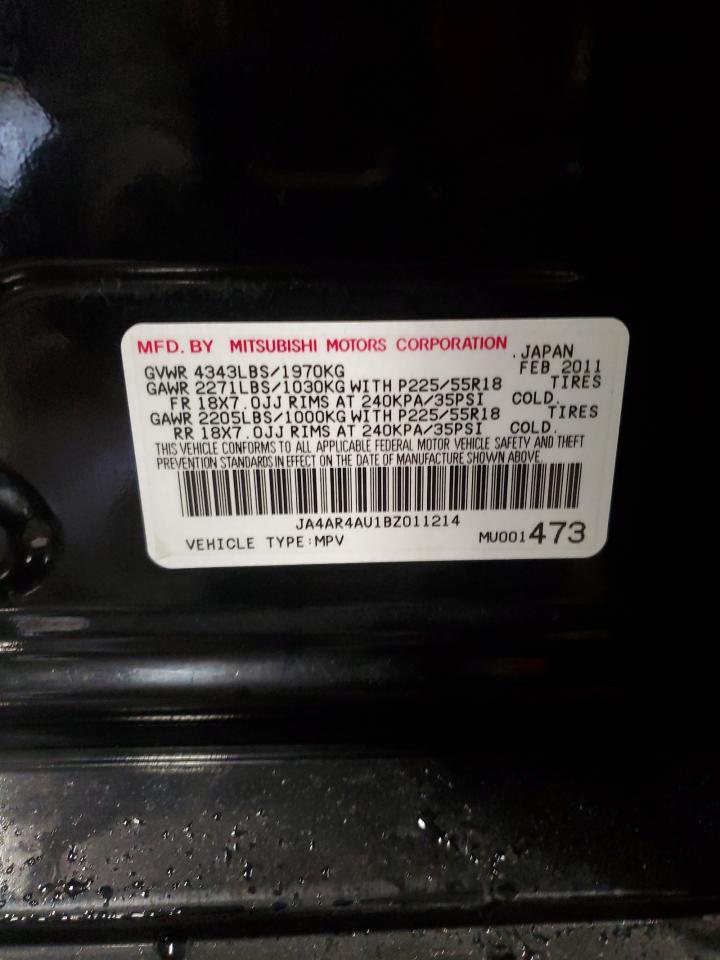 MFD. BY MITSUBISHI MOTORS CORPORATION . JAPAN
GVWR 4343LBS/1970KG FEB 2011
GAWR 2271LBS/1030KG WITH P225/55R18 TIRES
FR 18X7.0JJ RIMS AT 240KPA/35PSI COLD.
GAWR 2205LBS/1000KG WITH P225/55R18 TIRES
RR 18X7.0JJ RIMS AT 240KPA/35PSI COLD.
THIS VEHICLE CONFORMS TO ALL APPLICABLE FEDERAL MOTOR VEHICLE SAFETY AND THEFT
PREVENTION STANDARDS IN EFFECT ON THE DATE OF MANUFACTURE SHOWN ABOVE.
JA4AR4AU1BZ011214
VEHICLE TYPE:MPV MU001473